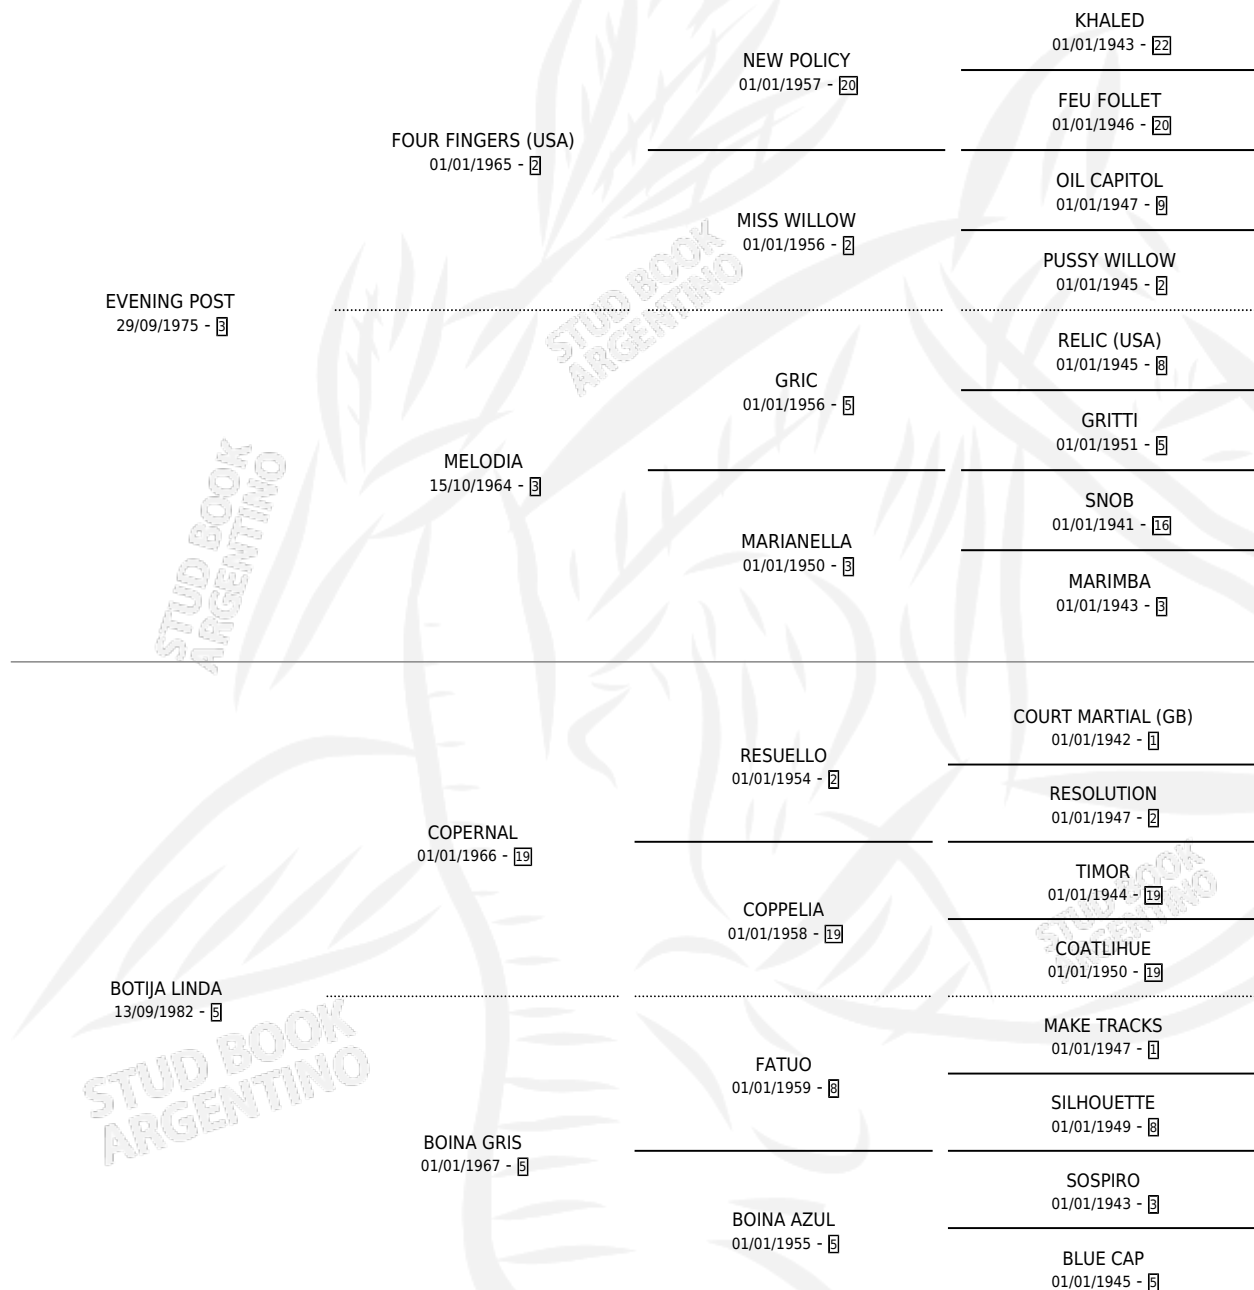 KHALED
01/01/1943 - 22
NEW POLICY
01/01/1957 - 20
FEU FOLLET
01/01/1946 - 20
FOUR FINGERS (USA)
01/01/1965 - 2
OIL CAPITOL
01/01/1947 - 9
MISS WILLOW
01/01/1956 - 2
PUSSY WILLOW
01/01/1945 - 2
EVENING POST
29/09/1975 - 3
STUD BOOK
ARGENTINO
RELIC (USA)
01/01/1945 - 8
GRIC
01/01/1956 - 5
GRITTI
01/01/1951 - 5
MELODIA
15/10/1964 - 3
SNOB
01/01/1941 - 16
MARIANELLA
01/01/1950 - 3
MARIMBA
01/01/1943 - 3
STUD BOOK
ARGENTINO
COURT MARTIAL (GB)
01/01/1942 - 1
RESUELLO
01/01/1954 - 2
RESOLUTION
01/01/1947 - 2
COPERNAL
01/01/1966 - 19
TIMOR
01/01/1944 - 19
COPPELIA
01/01/1958 - 19
COATLIHUE
01/01/1950 - 19
STUD BOOK
ARGENTINO
BOTIJA LINDA
13/09/1982 - 5
MAKE TRACKS
01/01/1947 - 1
FATUO
01/01/1959 - 8
SILHOUETTE
01/01/1949 - 8
BOINA GRIS
01/01/1967 - 5
SOSPIRO
01/01/1943 - 3
BOINA AZUL
01/01/1955 - 5
BLUE CAP
01/01/1945 - 5
STUD BOOK
ARGENTINO